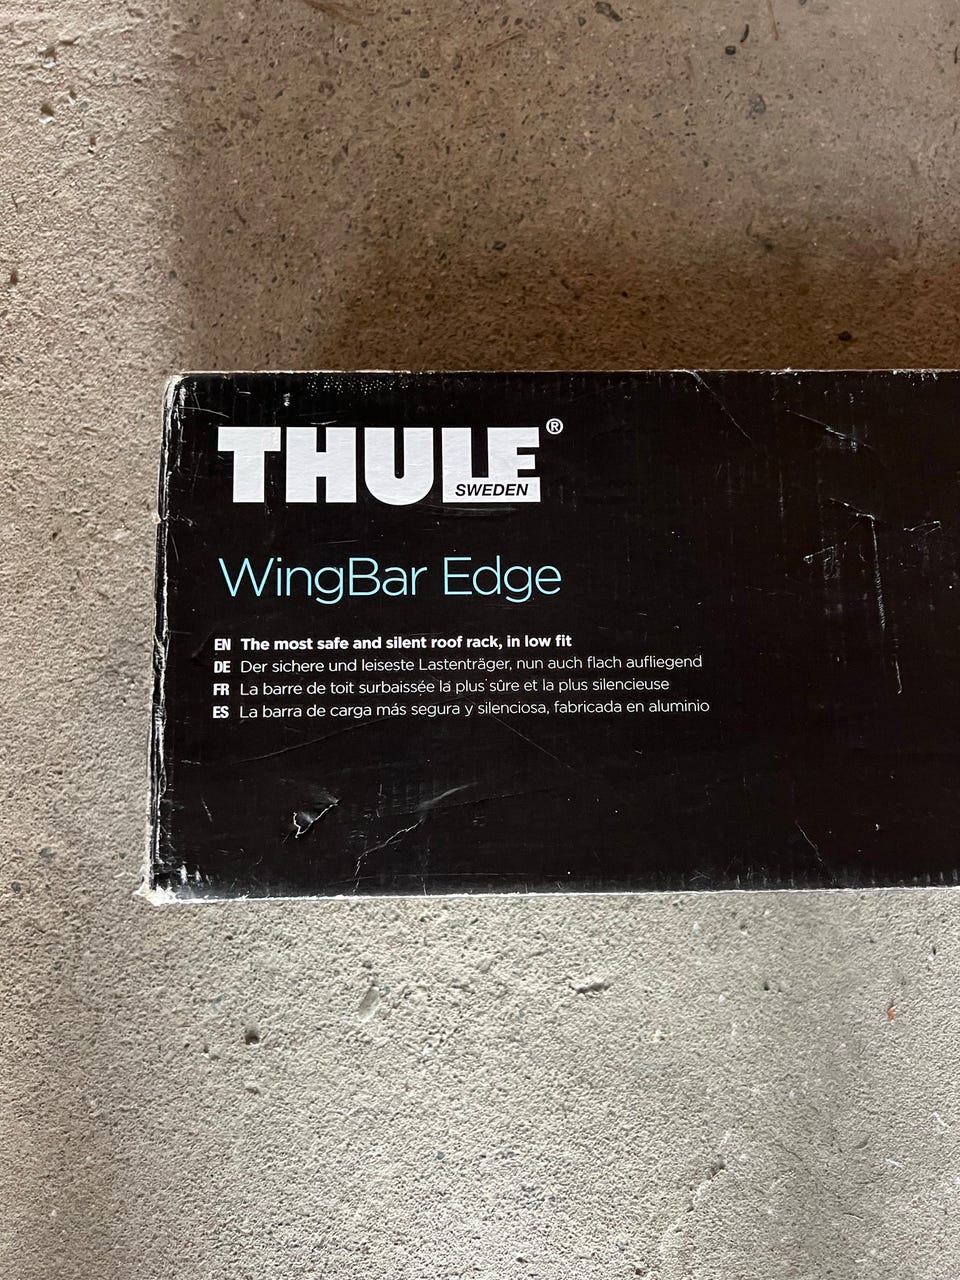 THULE®
SWEDEN
WingBar Edge
EN The most safe and silent roof rack, in low fit
DE Der sichere und leiseste Lastenträger, nun auch flach aufliegend
FR La barre de toit surbaissée la plus sûre et la plus silencieuse
ES La barra de carga más segura y silenciosa, fabricada en aluminio